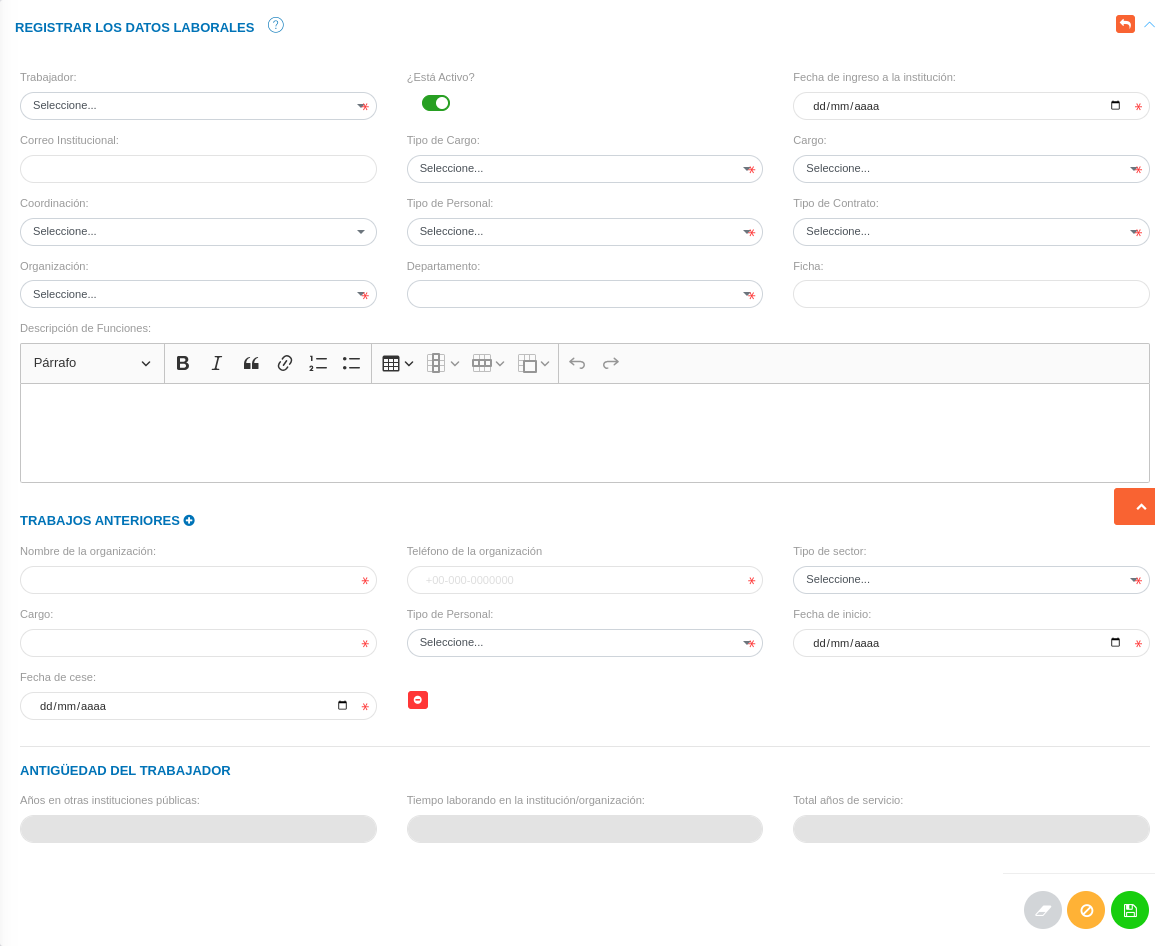 REGISTRAR LOS DATOS LABORALES ?
Trabajador: ¿Está Activo? Fecha de ingreso a la institución:
Seleccione... * dd/mm/aaaa *
Correo Institucional: Tipo de Cargo: Cargo:
Seleccione... * Seleccione... *
Coordinación: Tipo de Personal: Tipo de Contrato:
Seleccione... Seleccione... * Seleccione... *
Organización: Departamento: Ficha:
Seleccione... * *
Descripción de Funciones:
Párrafo B I
TRABAJOS ANTERIORES
Nombre de la organización: Teléfono de la organización Tipo de sector:
* +00-000-0000000 * Seleccione... *
Cargo: Tipo de Personal: Fecha de inicio:
* Seleccione... * dd/mm/aaaa *
Fecha de cese:
dd/mm/aaaa *
ANTIGÜEDAD DEL TRABAJADOR
Años en otras instituciones públicas: Tiempo laborando en la institución/organización: Total años de servicio: